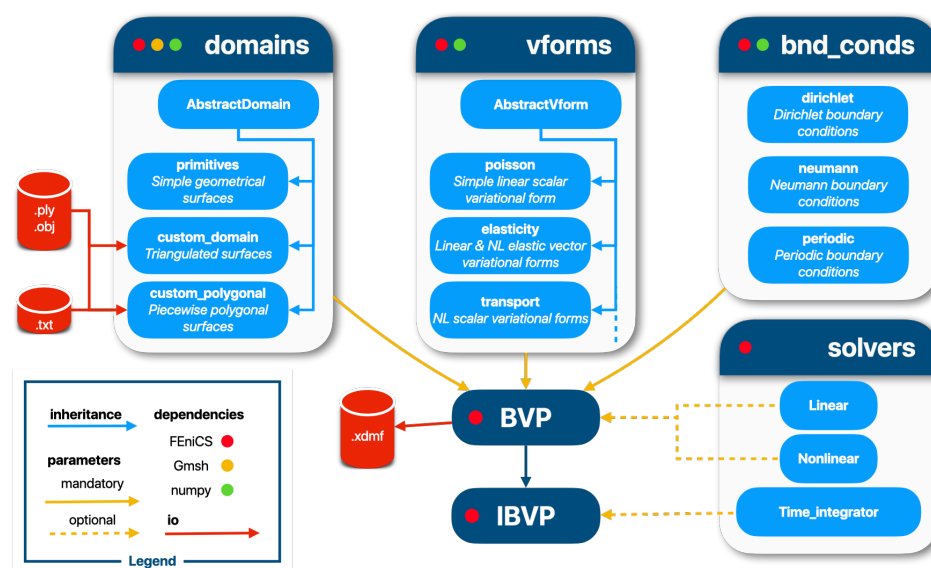 domains
AbstractDomain
primitives
Simple geometrical
surfaces
custom_domain
Triangulated surfaces
custom_polygonal
Piecewise polygonal
surfaces
.ply
.obj
.txt
vforms
AbstractVform
poisson
Simple linear scalar
variational form
elasticity
Linear & NL elastic vector
variational forms
transport
NL scalar variational forms
bnd_conds
dirichlet
Dirichlet boundary
conditions
neumann
Neumann boundary
conditions
periodic
Periodic boundary
conditions
solvers
Linear
Nonlinear
Time_integrator
BVP
.xdmf
IBVP
inheritance
dependencies
FEniCS
parameters
Gmsh
mandatory
numpy
optional
io
Legend